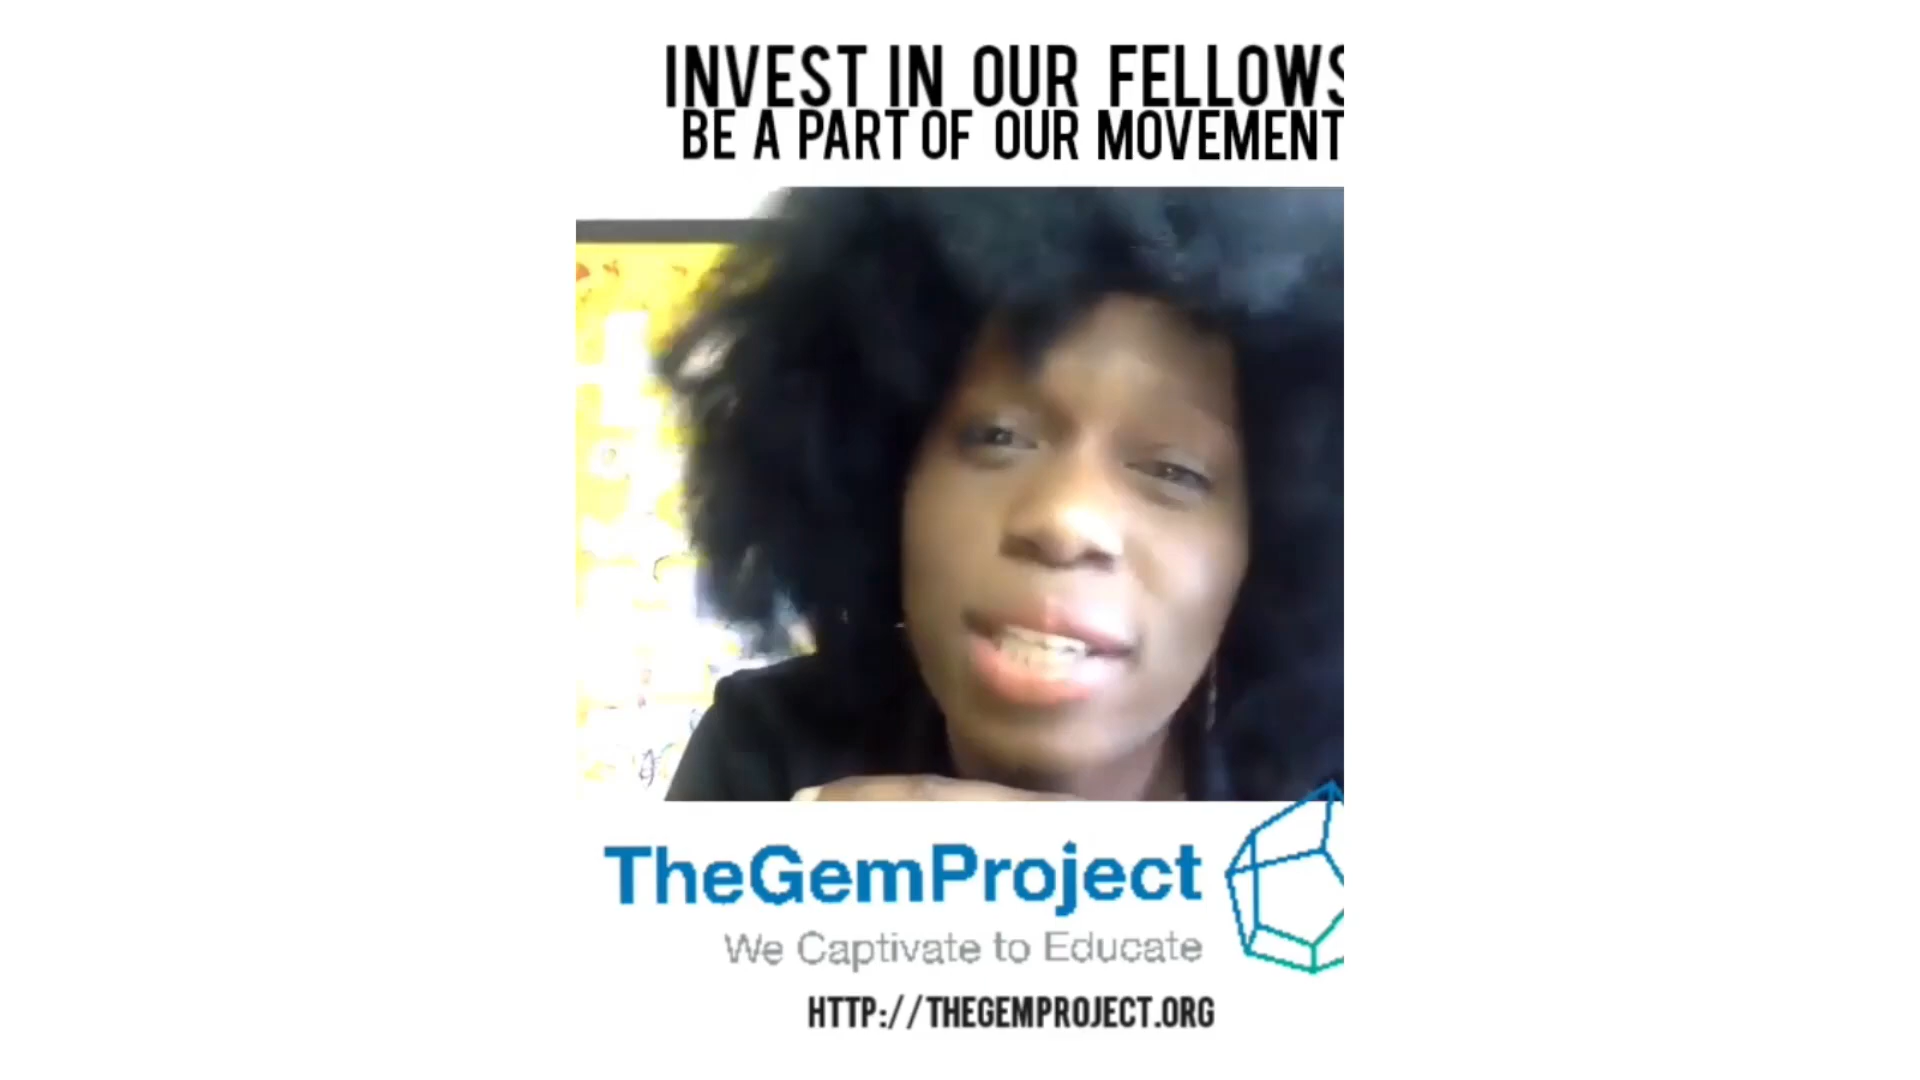 INVEST IN OUR FELLOWS
BE A PART OF OUR MOVEMENT
TheGemProject
We Captivate to Educate
HTTP://THEGEMPROJECT.ORG